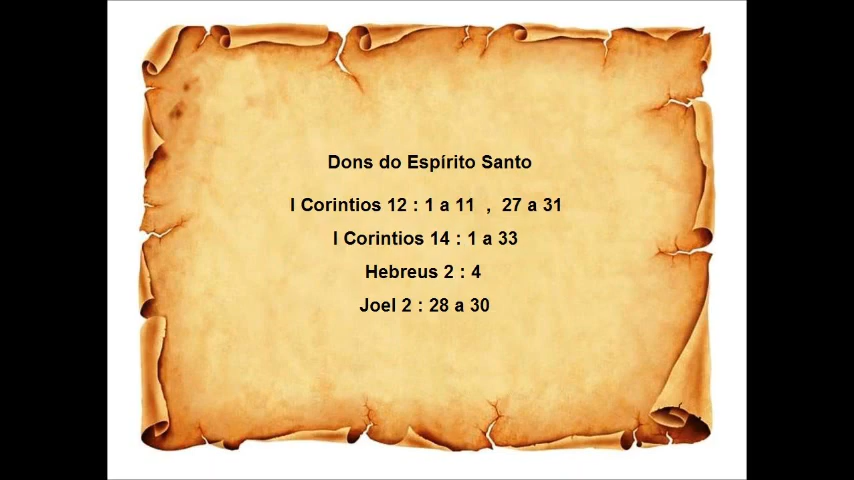 Dons do Espírito Santo
I Corintios 12 : 1 a 11 , 27 a 31
I Corintios 14 : 1 a 33
Hebreus 2 : 4
Joel 2 : 28 a 30